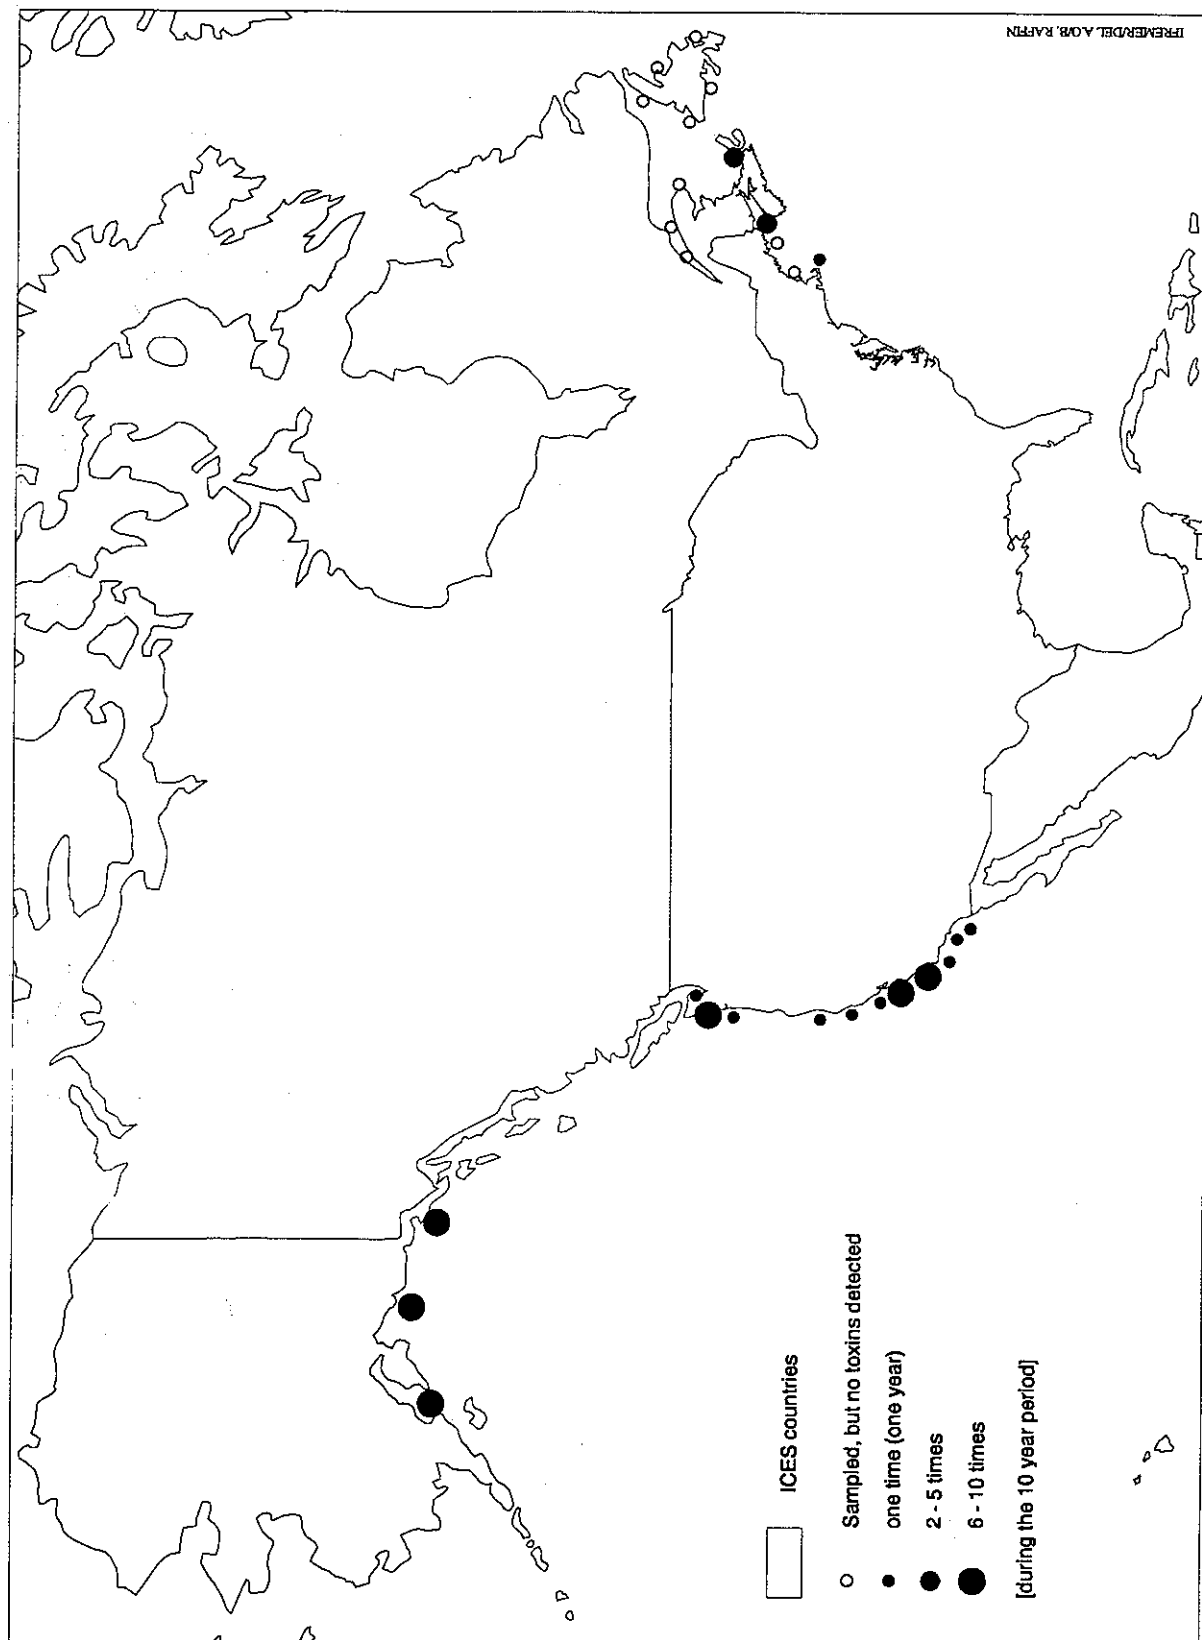 IFREMER/DEL A.O/B. RAFFIN
ICES countries
Sampled, but no toxins detected
one time (one year)
2 - 5 times
6 - 10 times
[during the 10 year period]